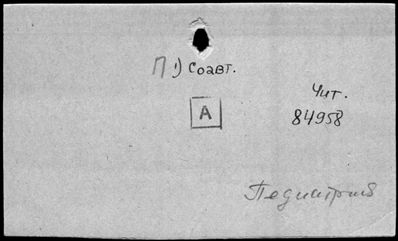 П 1) Соавт.
Чит.
А
84958
Педиатрия